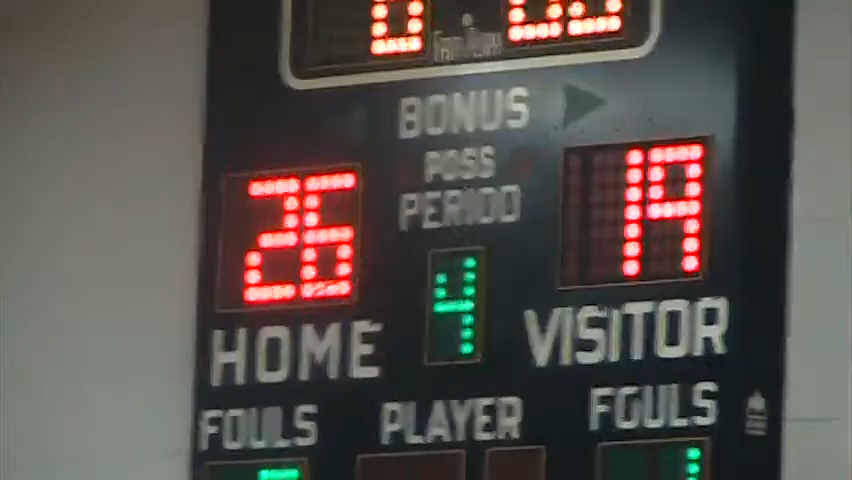 BONUS
POSS
PERIOD
26 4 19
HOME VISITOR
FOULS PLAYER FOULS